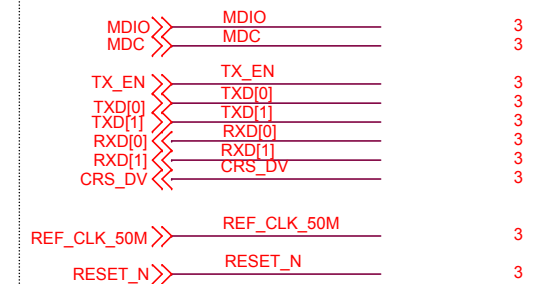 MDIO MDIO 3
MDC MDC 3
TX_EN TX_EN 3
TXD[0] TXD[0] 3
TXD[1] TXD[1] 3
RXD[0] RXD[0] 3
RXD[1] RXD[1] 3
CRS_DV CRS_DV 3
REF_CLK_50M REF_CLK_50M 3
RESET_N RESET_N 3